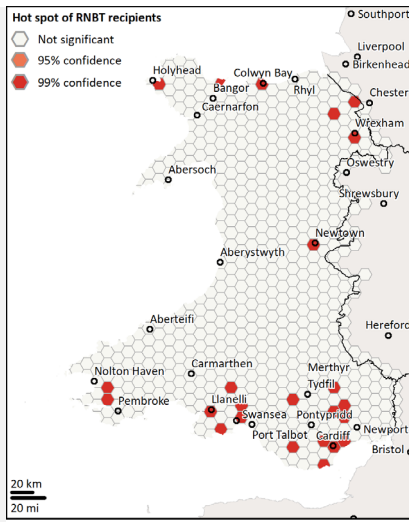 Hot spot of RNBT recipients
Not significant
95% confidence
99% confidence
Southport
Liverpool
Birkenhead
Holyhead
Colwyn Bay
Bangor
Rhyl
Chester
Caernarfon
Wrexham
Oswestry
Abersoch
Shrewsbury
Newtown
Aberystwyth
Aberteifi
Hereford
Nolton Haven
Carmarthen
Merthyr
Tydfil
Pembroke
Llanelli
Swansea
Pontypridd
Newport
Port Talbot
Cardiff
Bristol
20 km
20 mi